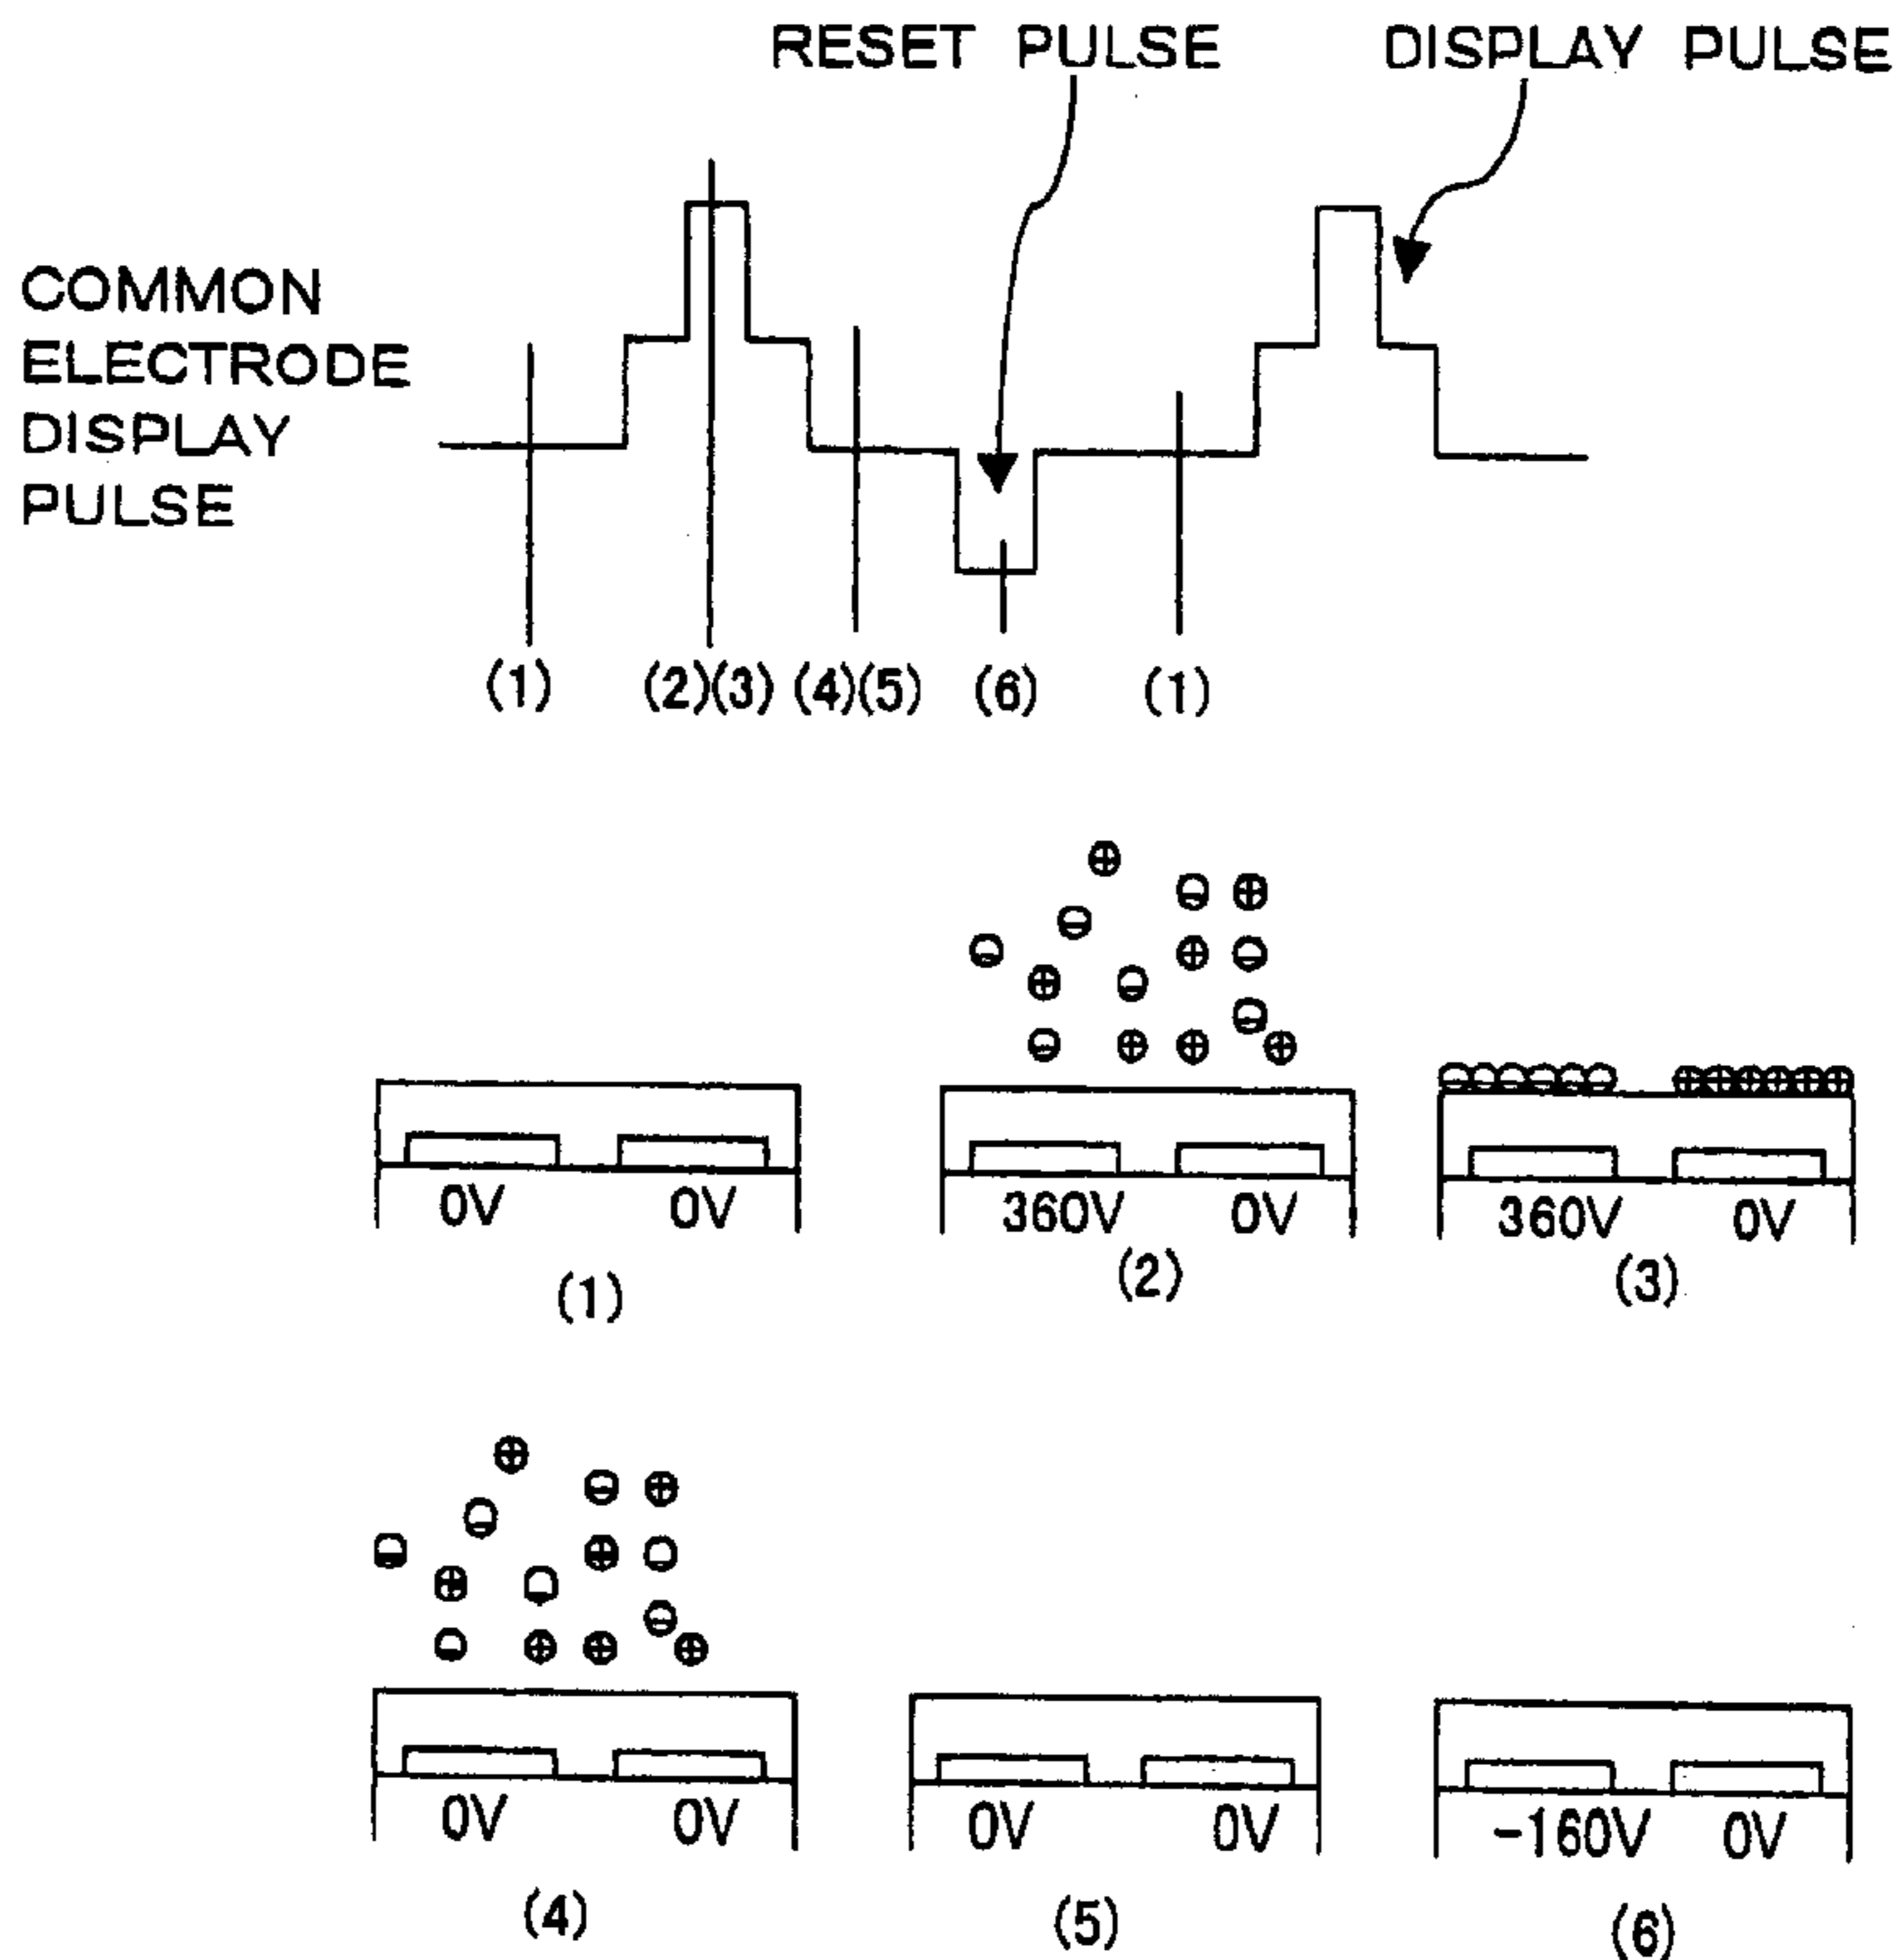 RESET PULSE
DISPLAY PULSE
COMMON
ELECTRODE
DISPLAY
PULSE
(1)
(2)(3)
(4)(5)
(6)
(1)
0V 0V
(1)
360V 0V
(2)
360V 0V
(3)
0V 0V
(4)
0V 0V
(5)
-160V 0V
(6)